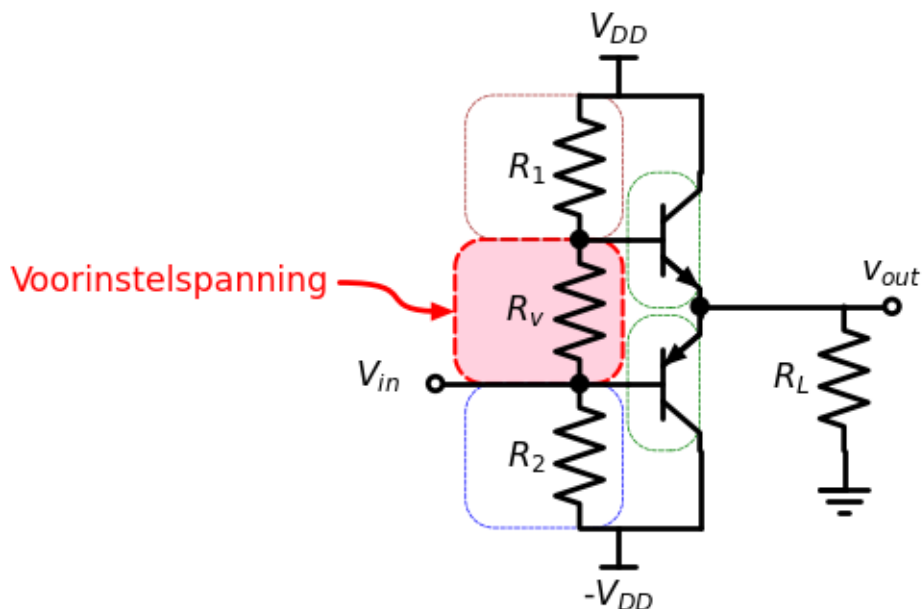 V_DD
R_1
Voorinstelspanning
R_v
v_out
V_in
R_L
R_2
-V_DD